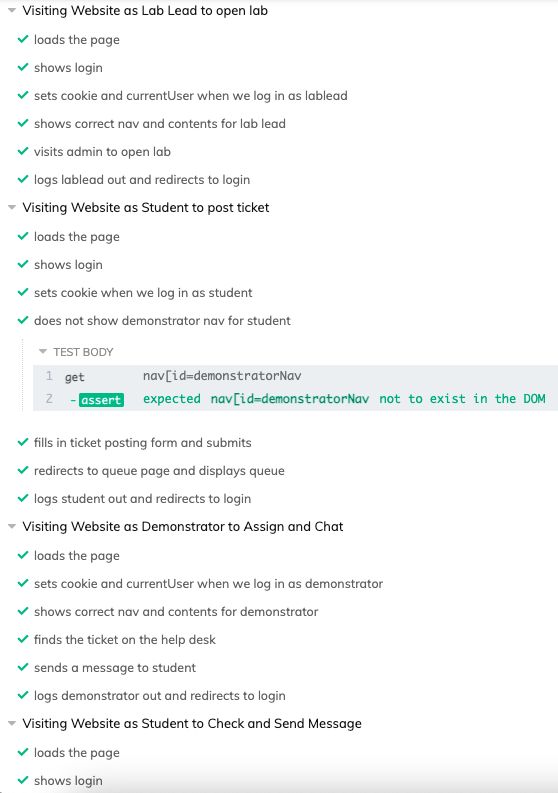 Visiting Website as Lab Lead to open lab
loads the page
shows login
sets cookie and currentUser when we log in as lablead
shows correct nav and contents for lab lead
visits admin to open lab
logs lablead out and redirects to login
Visiting Website as Student to post ticket
loads the page
shows login
sets cookie when we log in as student
does not show demonstrator nav for student
TEST BODY
1 get nav[id=demonstratorNav
2 -assert expected nav[id=demonstratorNav not to exist in the DOM
fills in ticket posting form and submits
redirects to queue page and displays queue
logs student out and redirects to login
Visiting Website as Demonstrator to Assign and Chat
loads the page
sets cookie and currentUser when we log in as demonstrator
shows correct nav and contents for demonstrator
finds the ticket on the help desk
sends a message to student
logs demonstrator out and redirects to login
Visiting Website as Student to Check and Send Message
loads the page
shows login